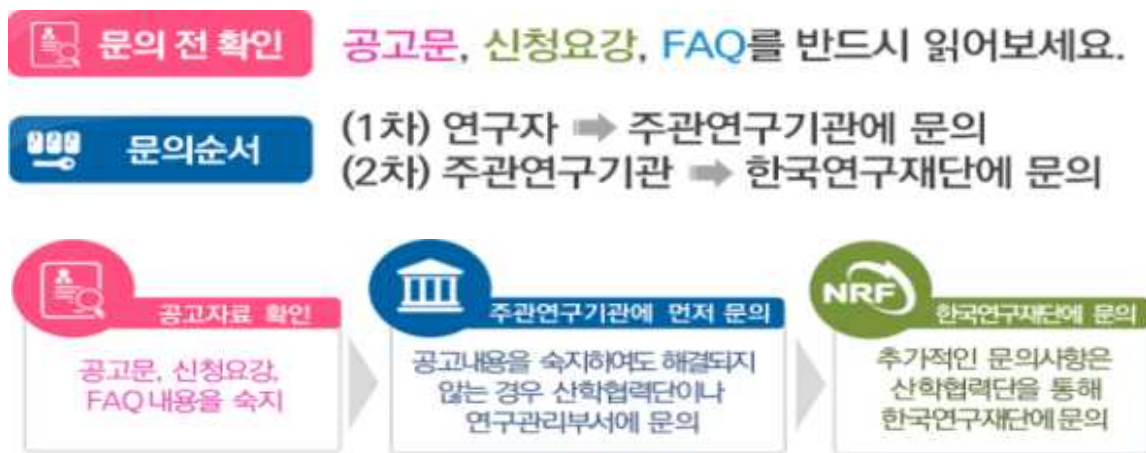 문의 전 확인
공고문, 신청요강, FAQ를 반드시 읽어보세요.
문의순서
(1차) 연구자 ➡ 주관연구기관에 문의
(2차) 주관연구기관 ➡ 한국연구재단에 문의
공고자료 확인
공고문, 신청요강,
FAQ 내용을 숙지
주관연구기관에 먼저 문의
공고내용을 숙지하여도 해결되지
않는 경우 산학협력단이나
연구관리부서에 문의
NRF
한국연구재단에 문의
추가적인 문의사항은
산학협력단을 통해
한국연구재단에 문의